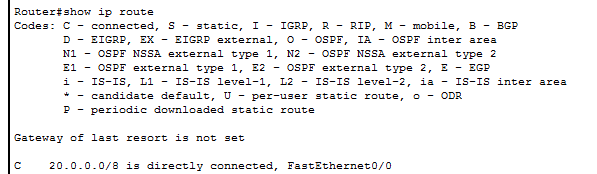 Router#show ip route
Codes: C - connected, S - static, I - IGRP, R - RIP, M - mobile, B - BGP
       D - EIGRP, EX - EIGRP external, O - OSPF, IA - OSPF inter area
       N1 - OSPF NSSA external type 1, N2 - OSPF NSSA external type 2
       E1 - OSPF external type 1, E2 - OSPF external type 2, E - EGP
       i - IS-IS, L1 - IS-IS level-1, L2 - IS-IS level-2, ia - IS-IS inter area
       * - candidate default, U - per-user static route, o - ODR
       P - periodic downloaded static route

Gateway of last resort is not set

C    20.0.0.0/8 is directly connected, FastEthernet0/0